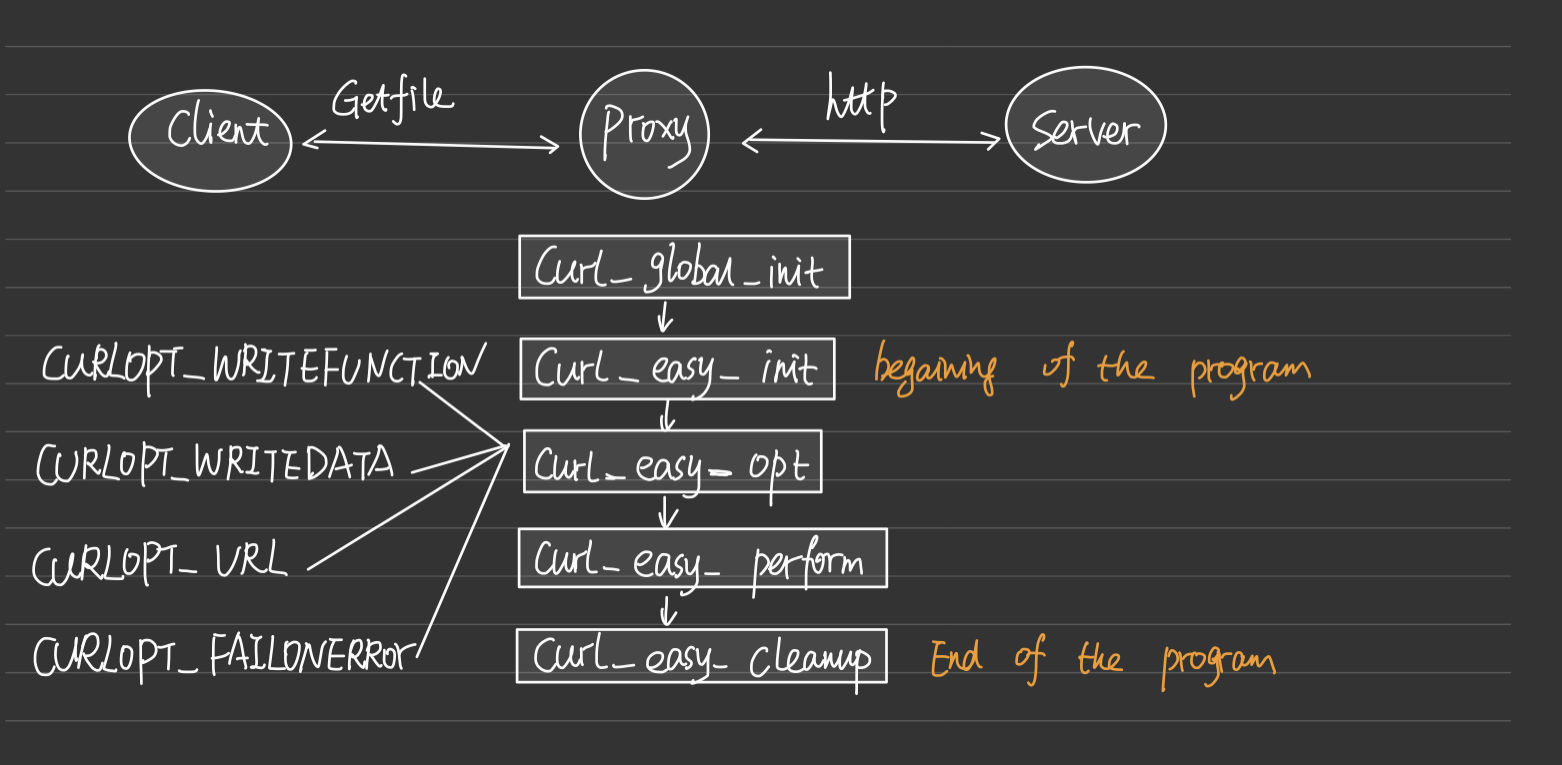 Client
Getfile
Proxy
http
Server
Curl_global_init
CURLOPT_WRITEFUNCTION
Curl_easy_init
begaining of the program
CURLOPT_WRITEDATA
Curl_easy_opt
CURLOPT_URL
Curl_easy_perform
CURLOPT_FAILONERROr
Curl_easy_cleanup
End of the program